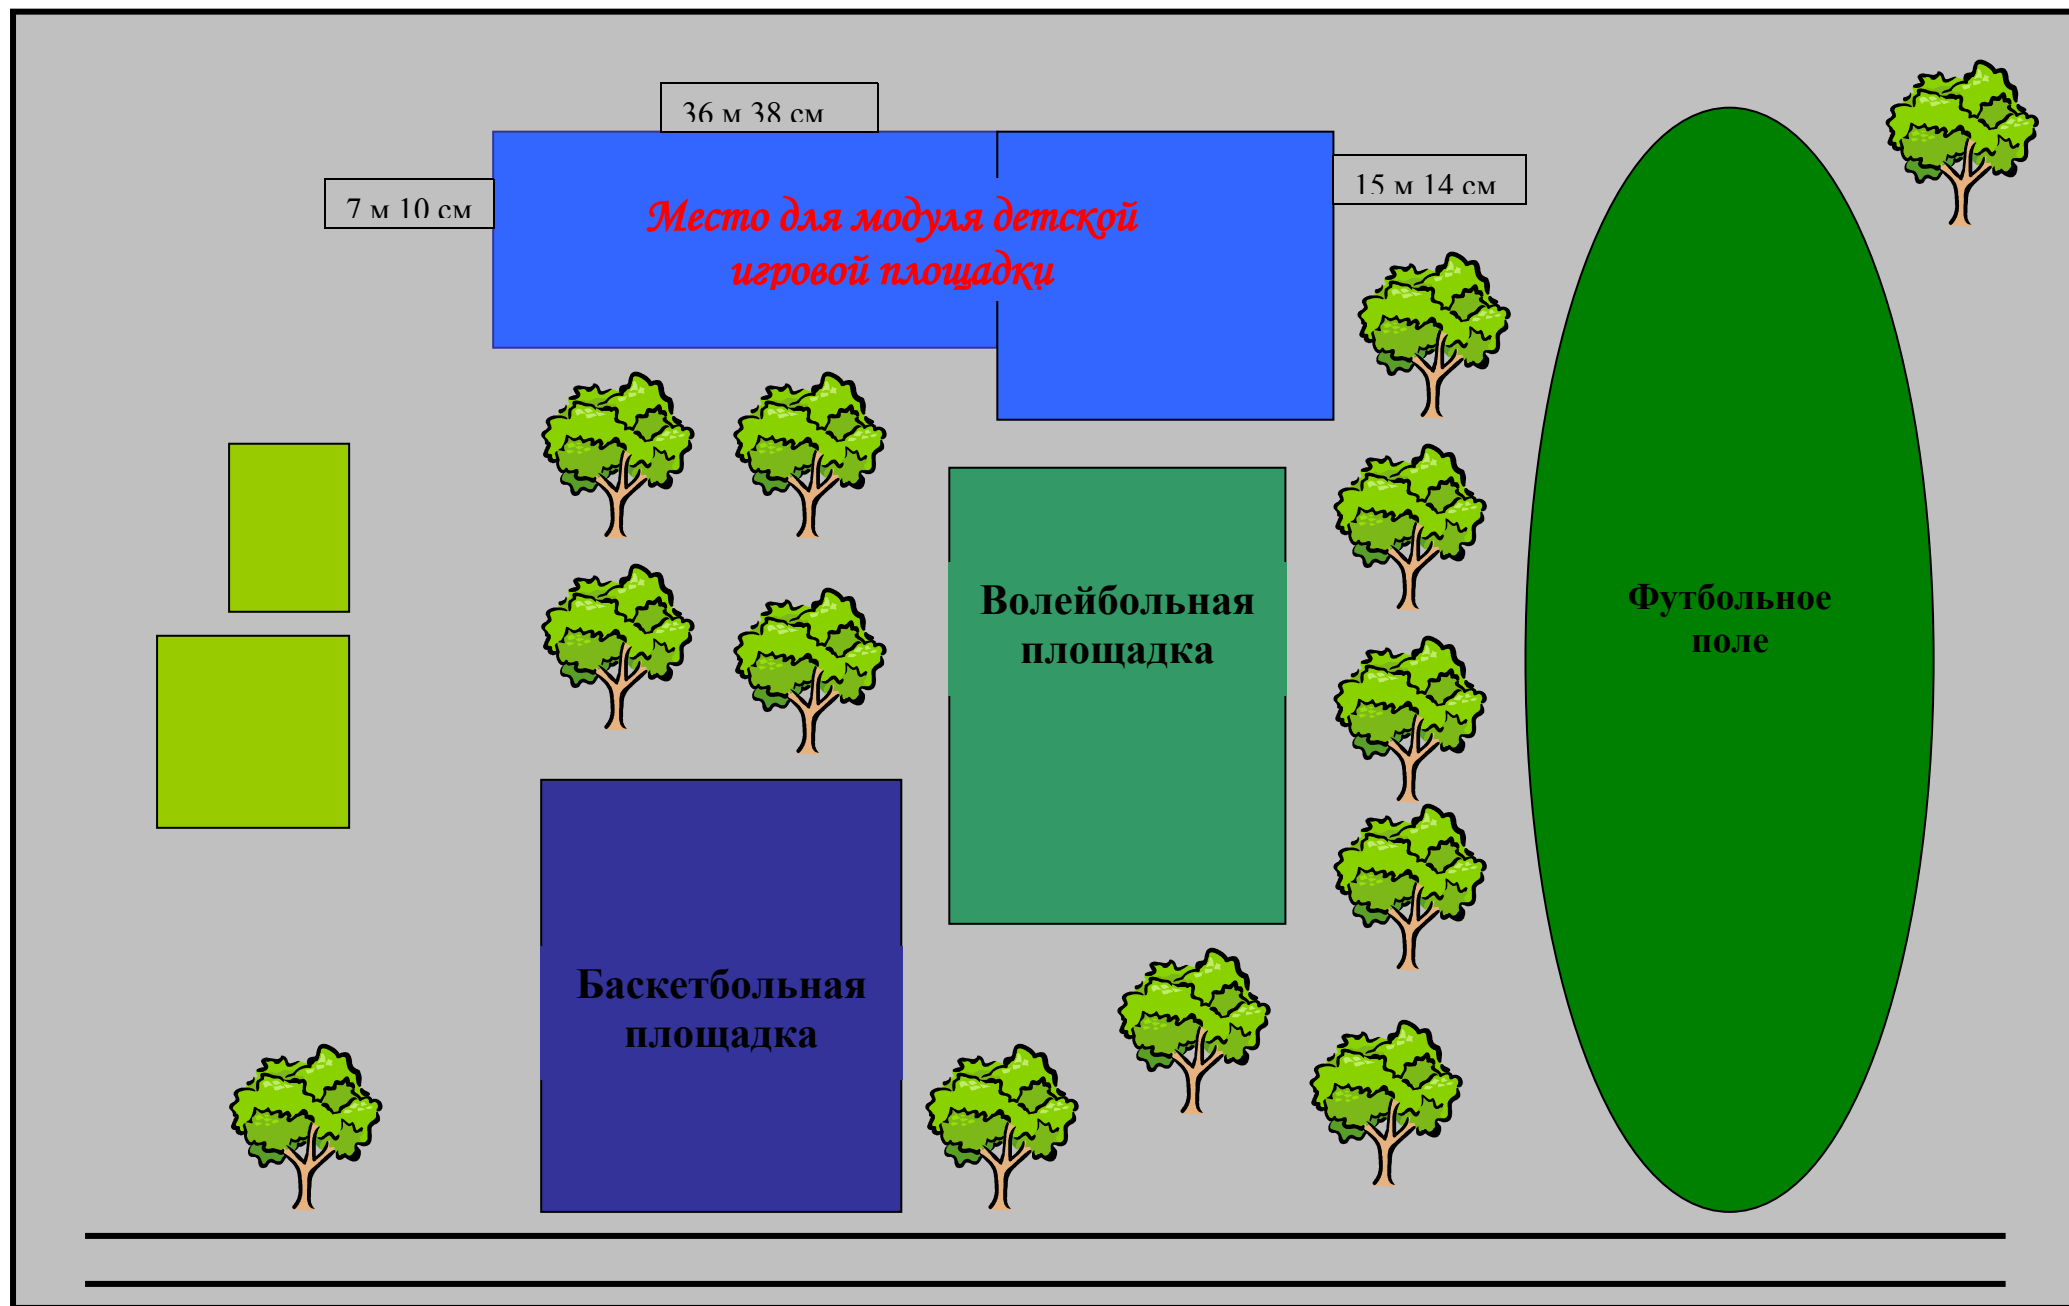 36 м 38 см
15 м 14 см
7 м 10 см
Место для модуля детской
игровой площадки
Волейбольная
площадка
Футбольное
поле
Баскетбольная
площадка